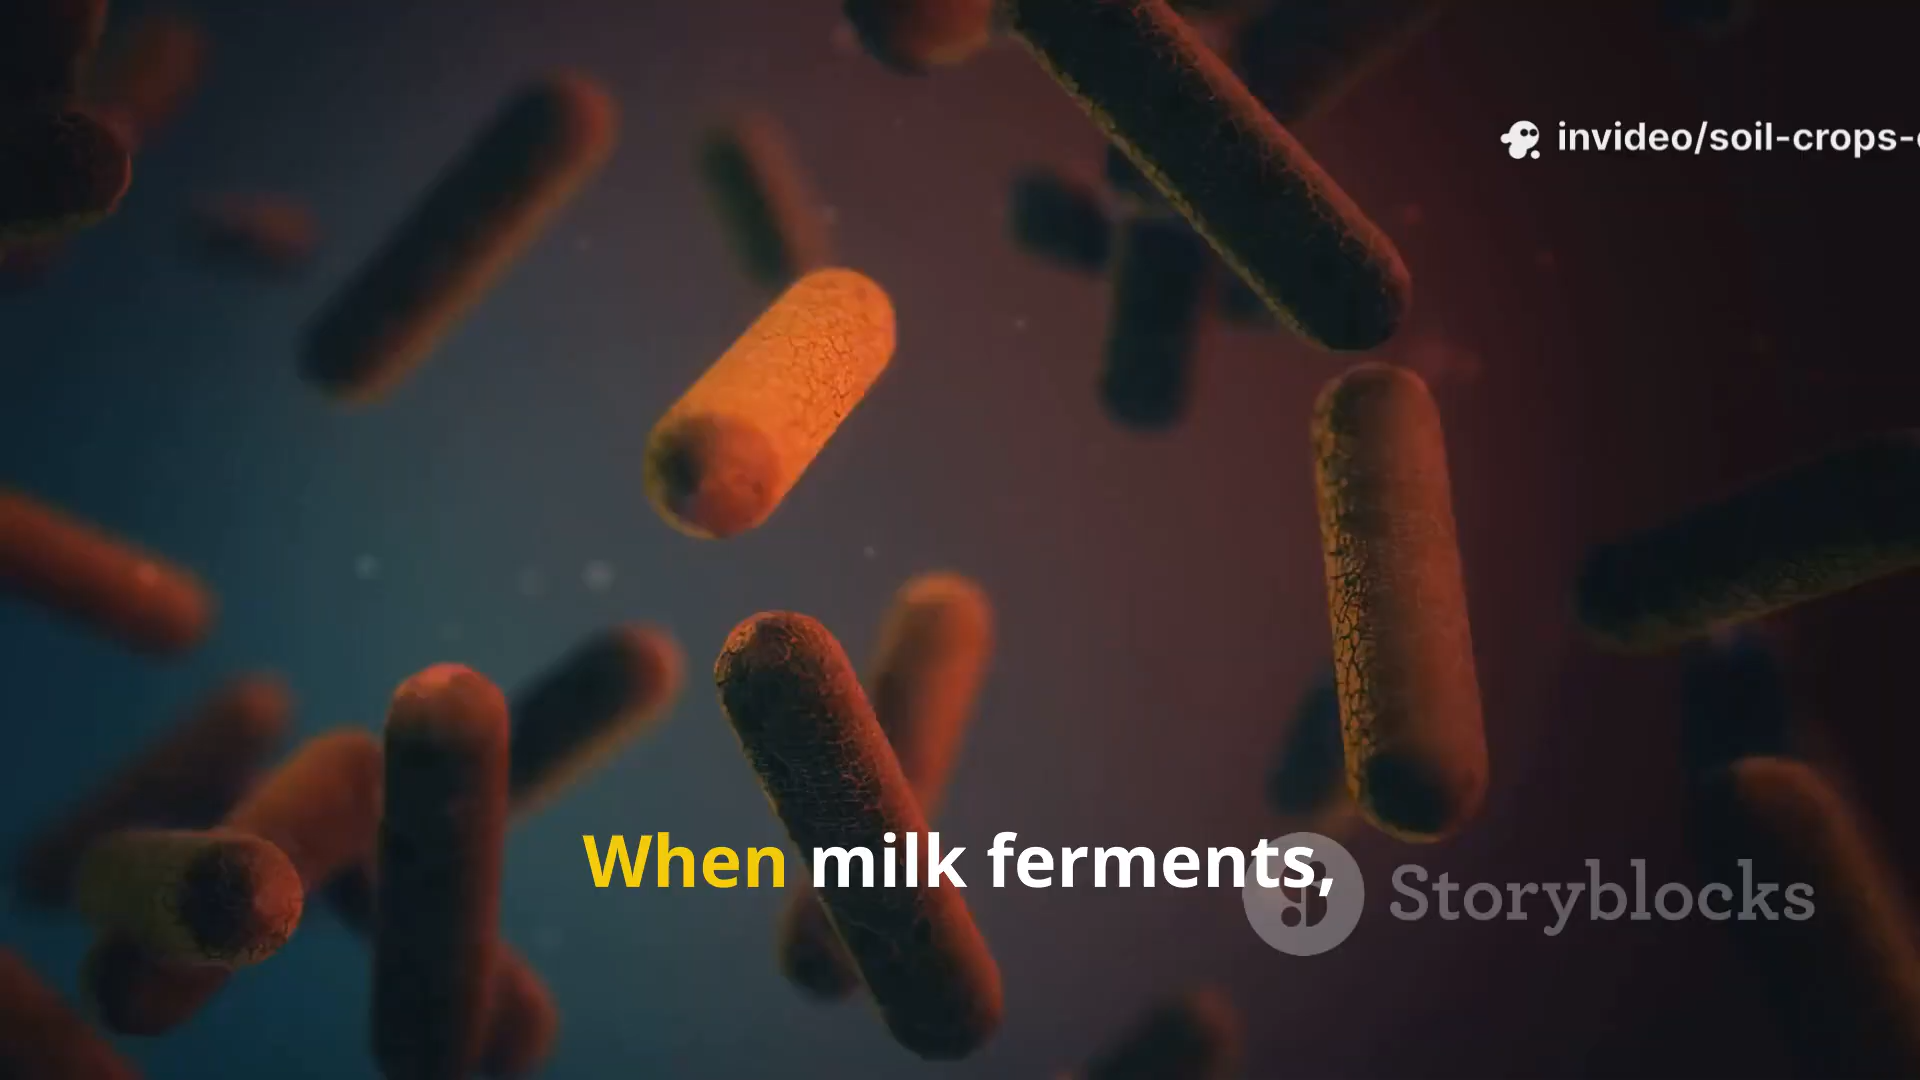 invideo/soil-crops-
When milk ferments,
Storyblocks